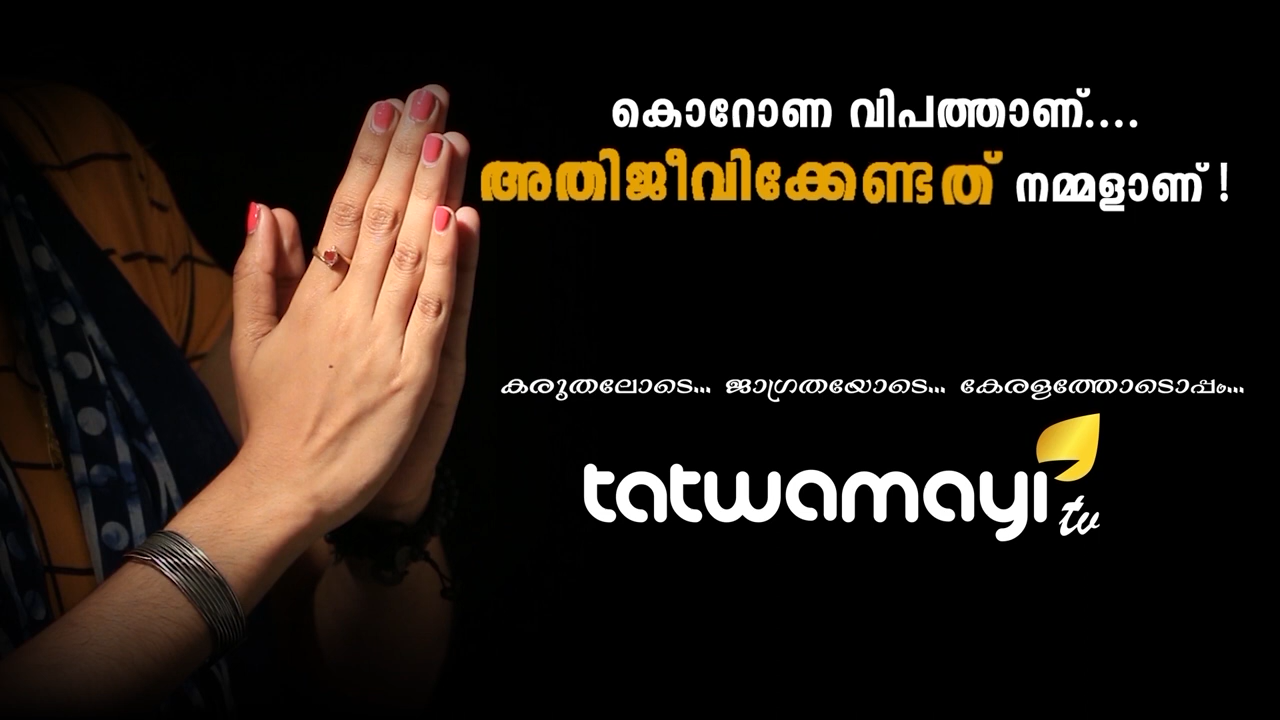 കൊറോണ വിപത്താണ്....
അതിജീവിക്കേണ്ടത് നമ്മളാണ് !
കരുതലോടെ... ജാഗ്രതയോടെ... കേരളത്തോടൊപ്പം...
tatwamayi
tv